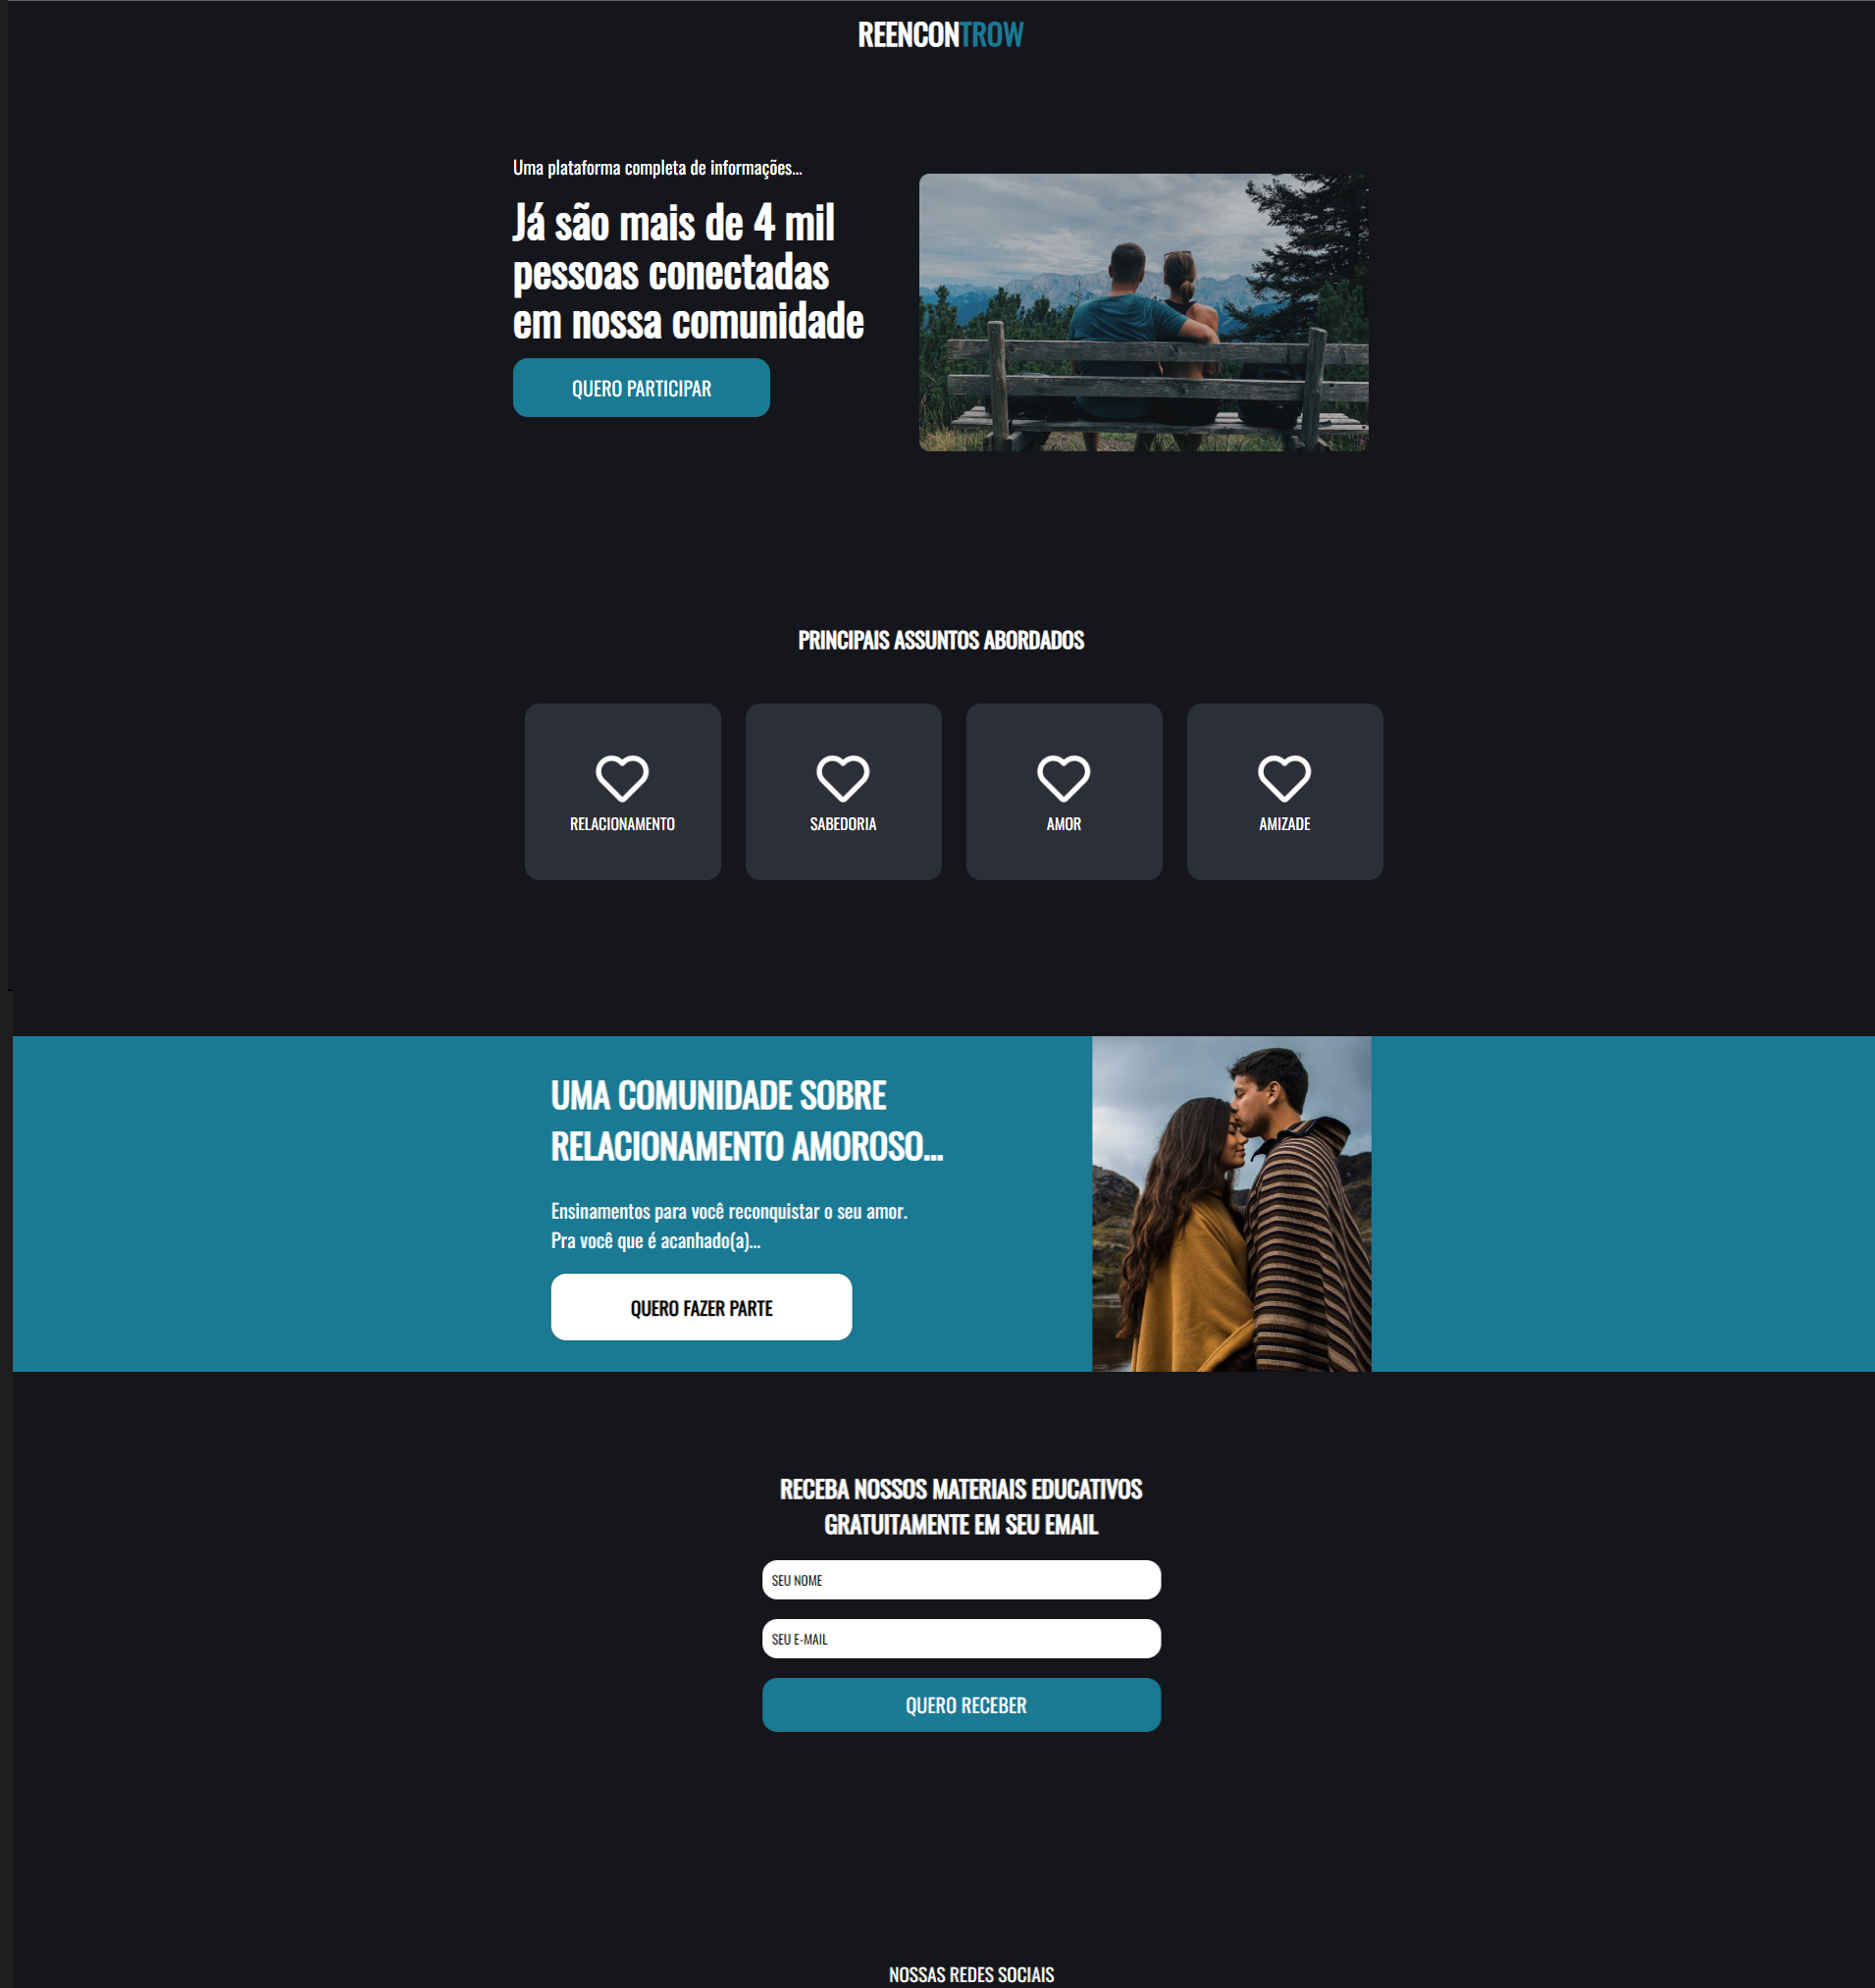 REENCONTROW
Uma plataforma completa de informações...
Já são mais de 4 mil
pessoas conectadas
em nossa comunidade
QUERO PARTICIPAR
PRINCIPAIS ASSUNTOS ABORDADOS
RELACIONAMENTO
SABEDORIA
AMOR
AMIZADE
UMA COMUNIDADE SOBRE
RELACIONAMENTO AMOROSO...
Ensinamentos para você reconquistar o seu amor.
Pra você que é acanhado(a)...
QUERO FAZER PARTE
RECEBA NOSSOS MATERIAIS EDUCATIVOS
GRATUITAMENTE EM SEU EMAIL
SEU NOME
SEU E-MAIL
QUERO RECEBER
NOSSAS REDES SOCIAIS